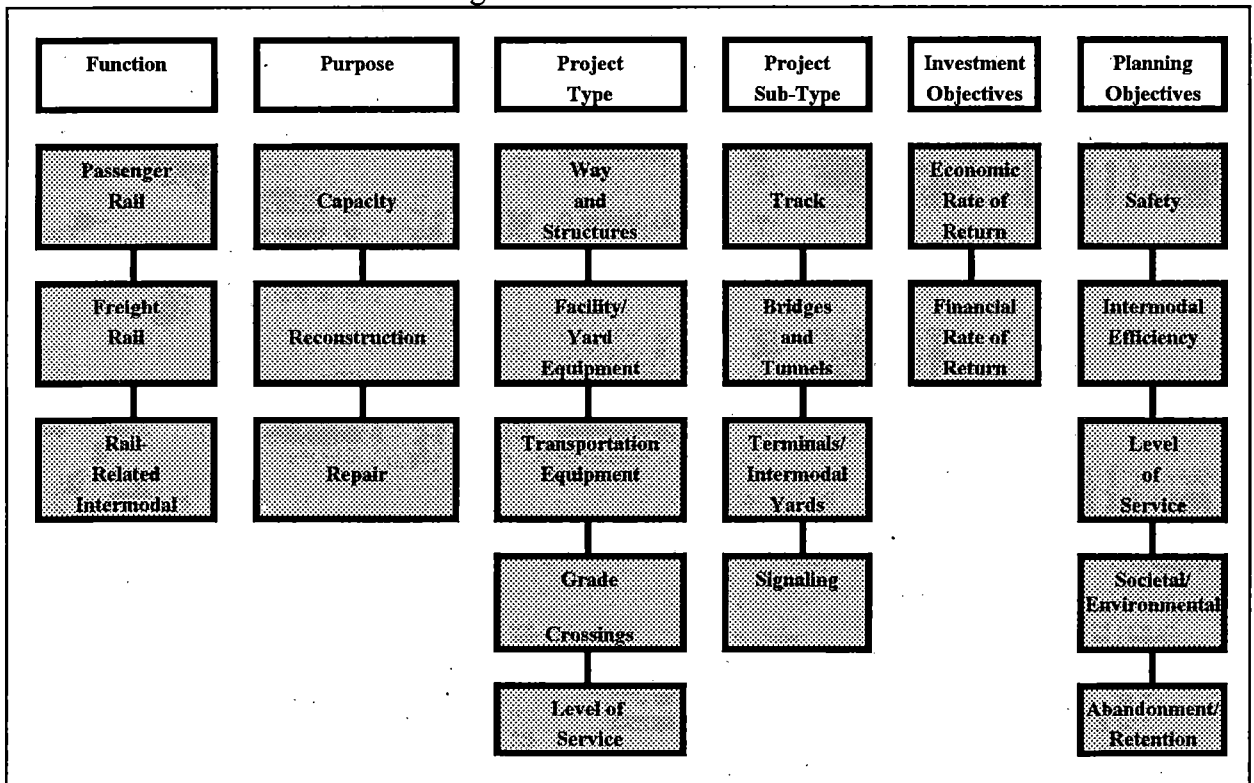 Function
Purpose
Project
Type
Project
Sub-Type
Investment
Objectives
Planning
Objectives
Passenger
Rail
Capacity
Way
and
Structures
Track
Economic
Rate of
Return
Safety
Freight
Rail
Reconstruction
Facility/
Yard
Equipment
Bridges
and
Tunnels
Financial
Rate of
Return
Intermodal
Efficiency
Rail-
Related
Intermodal
Repair
Transportation
Equipment
Terminals/
Intermodal
Yards
Level
of
Service
Grade
Crossings
Signaling
Societal/
Environmental
Level of
Service
Abandonment/
Retention